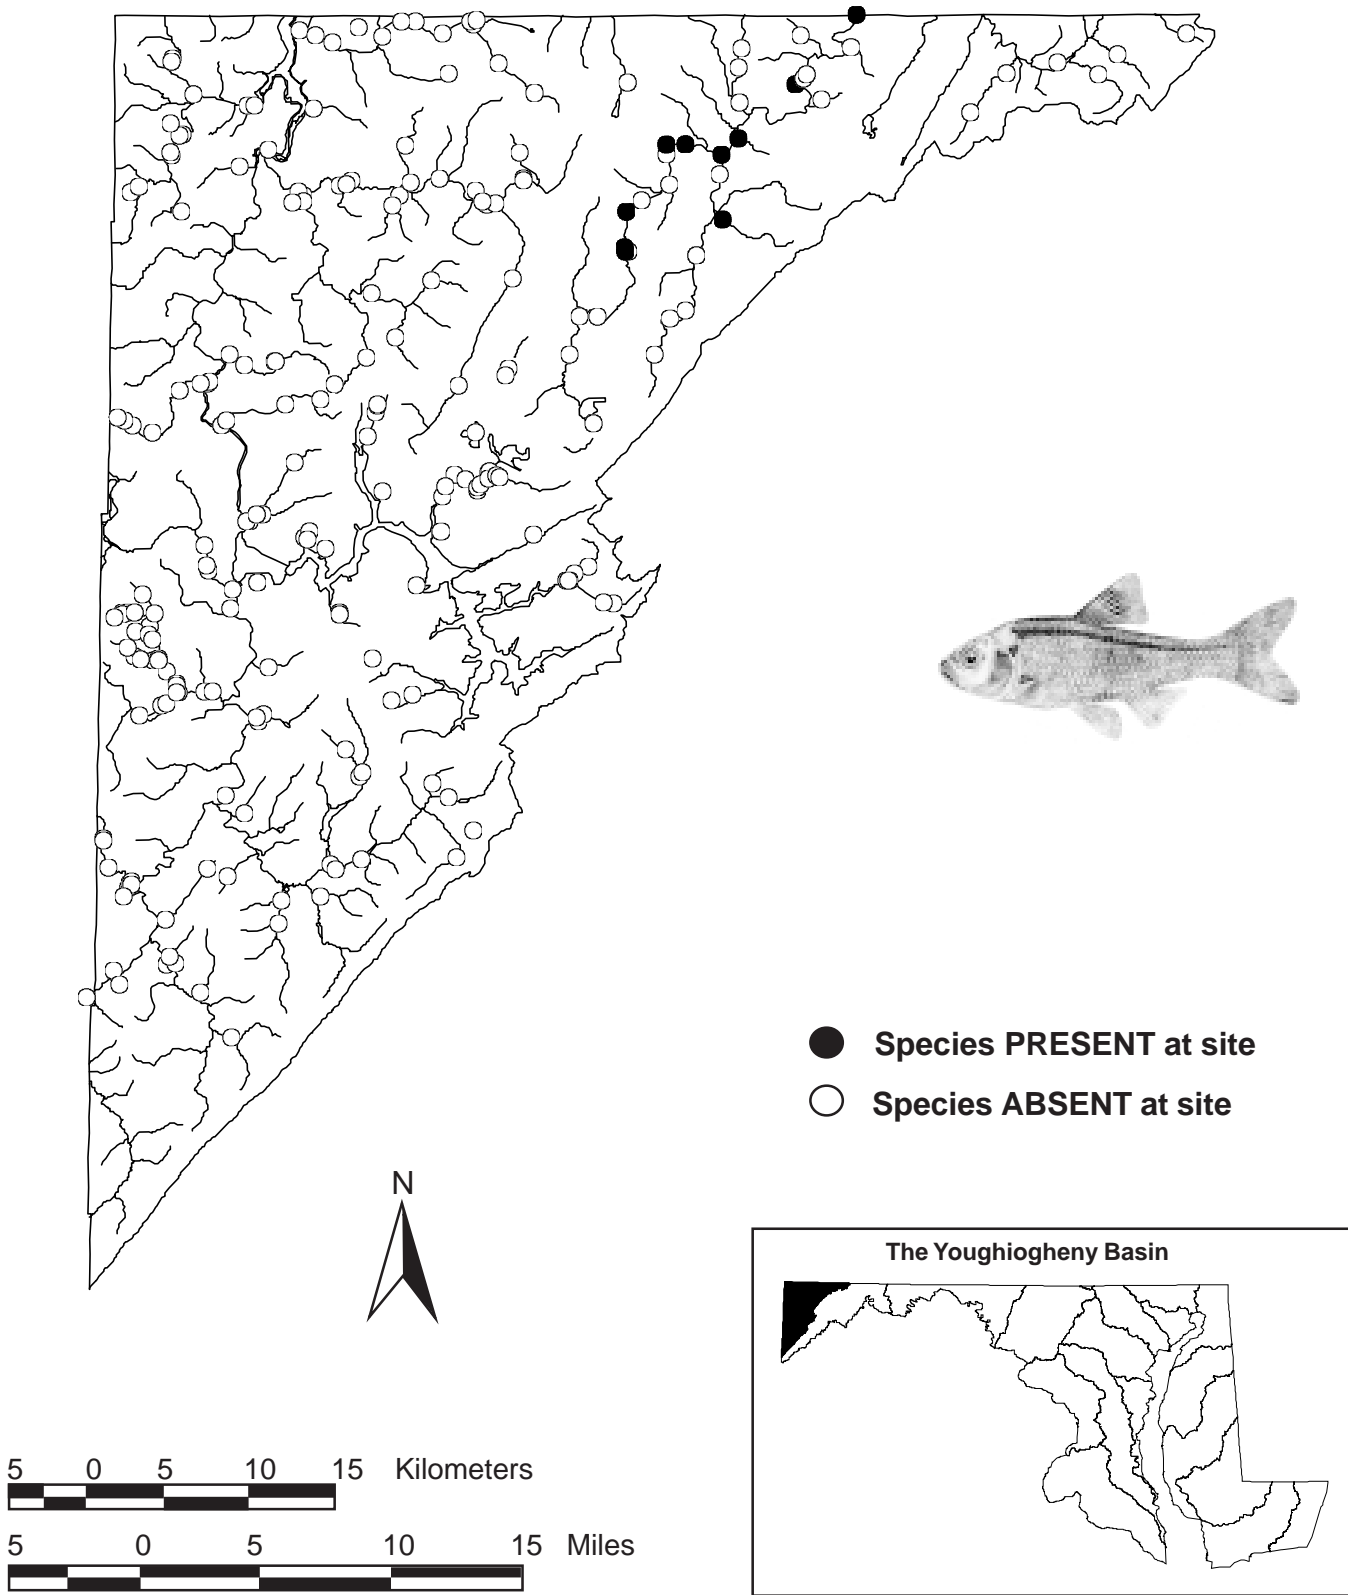 Species PRESENT at site
Species ABSENT at site
N
The Youghiogheny Basin
5 0 5 10 15 Kilometers
5 0 5 10 15 Miles